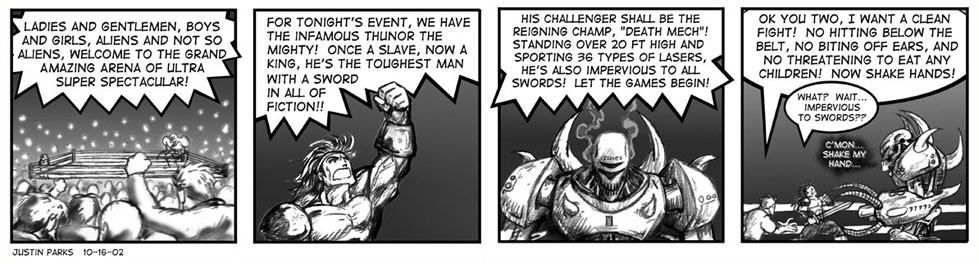 LADIES AND GENTLEMEN, BOYS
AND GIRLS, ALIENS AND NOT SO
ALIENS, WELCOME TO THE GRAND
AMAZING ARENA OF ULTRA
SUPER SPECTACULAR!
FOR TONIGHT'S EVENT, WE HAVE
THE INFAMOUS THUNOR THE
MIGHTY! ONCE A SLAVE, NOW A
KING, HE'S THE TOUGHEST MAN
WITH A SWORD
IN ALL OF
FICTION!!
HIS CHALLENGER SHALL BE THE
REIGNING CHAMP, "DEATH MECH"!
STANDING OVER 20 FT HIGH AND
SPORTING 36 TYPES OF LASERS,
HE'S ALSO IMPERVIOUS TO ALL
SWORDS! LET THE GAMES BEGIN!
OK YOU TWO, I WANT A CLEAN
FIGHT! NO HITTING BELOW THE
BELT, NO BITING OFF EARS, AND
NO THREATENING TO EAT ANY
CHILDREN! NOW SHAKE HANDS!
WHAT? WAIT...
IMPERVIOUS
TO SWORDS??
C'MON...
SHAKE MY
HAND...
JUSTIN PARKS 10-16-02